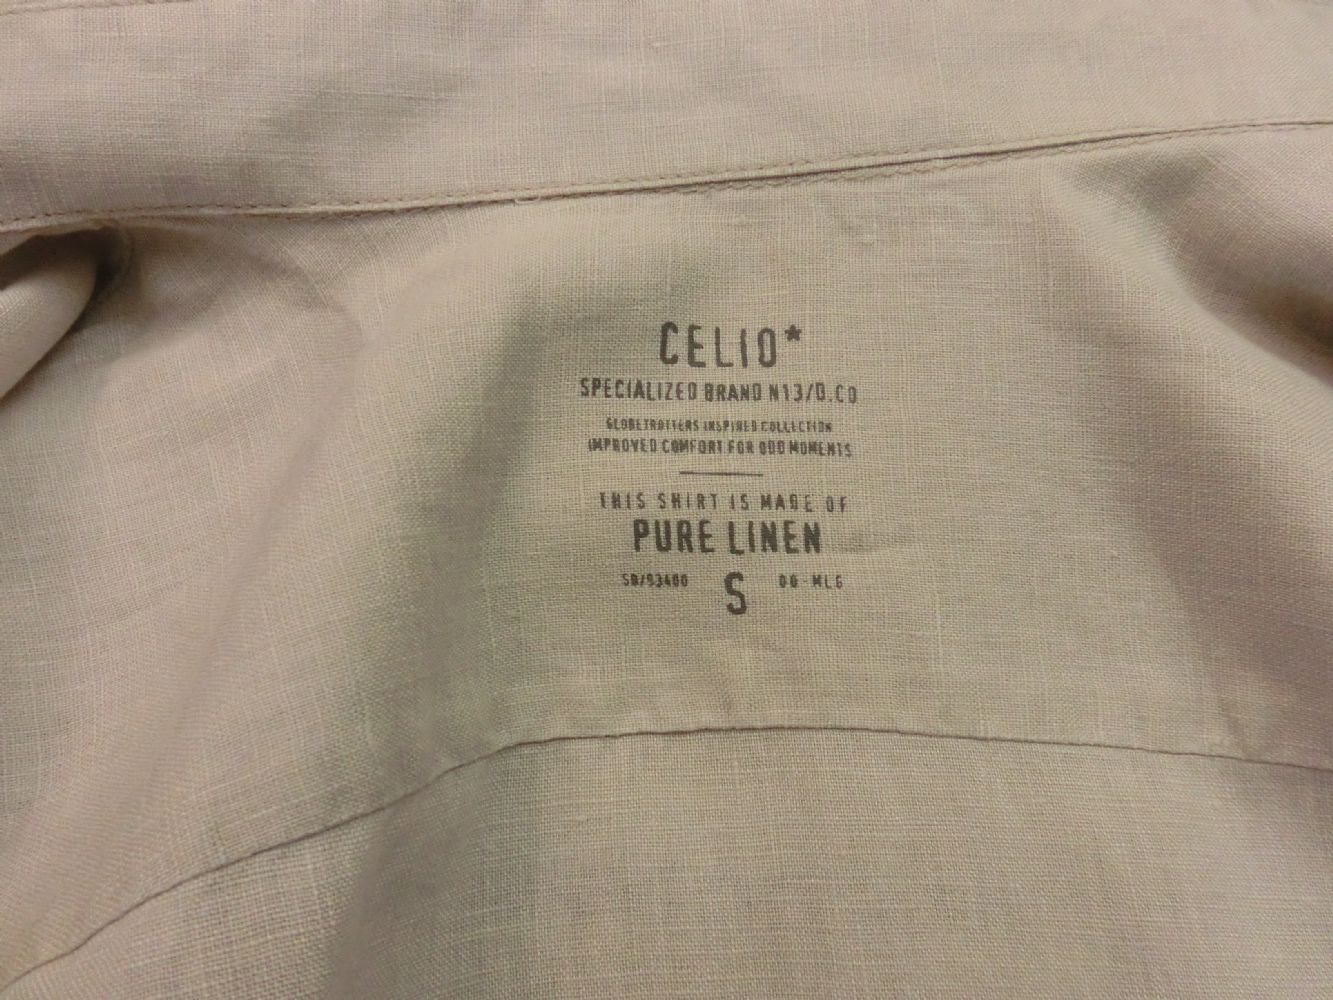 CELIO*
SPECIALIZED BRAND N13/D.CO
GLOBETROTTERS INSPIRED COLLECTION
IMPROVED COMFORT FOR ODD MOMENTS
THIS SHIRT IS MADE OF
PURE LINEN
S